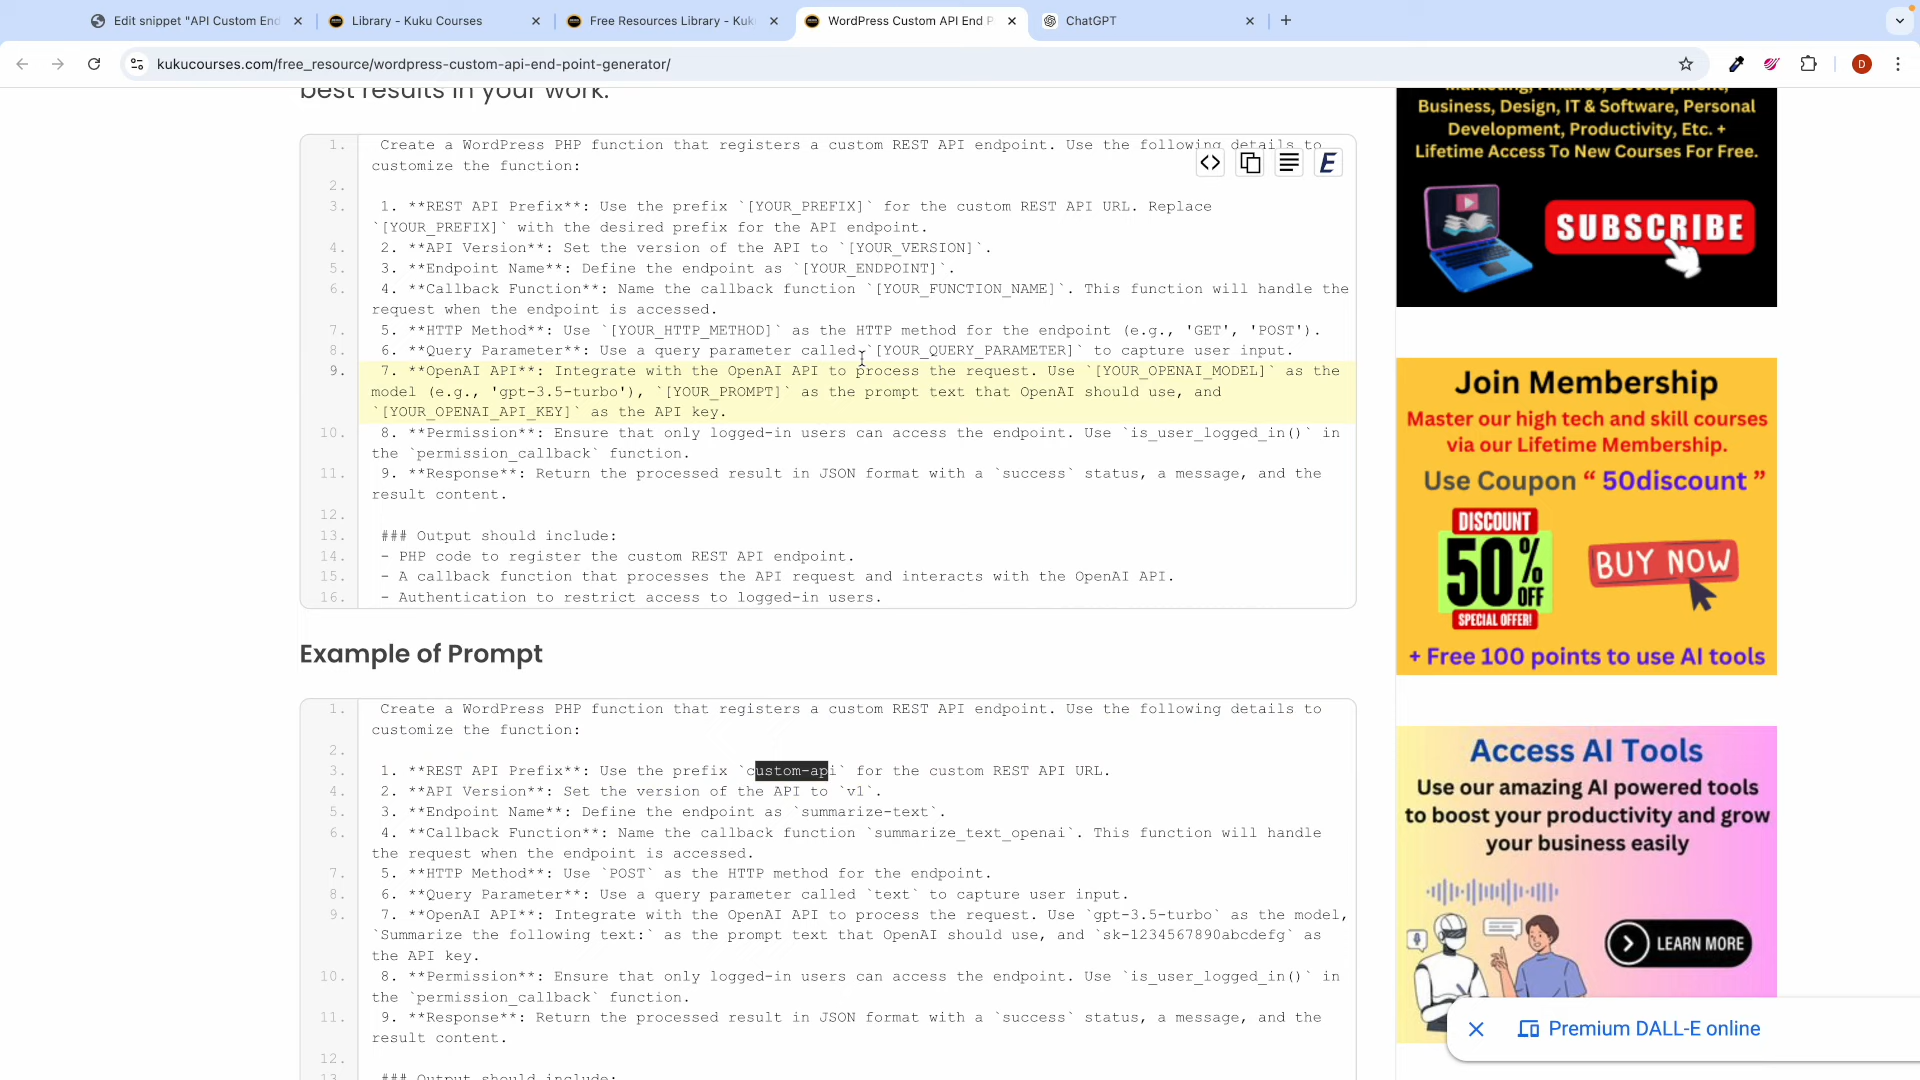 Edit snippet "API Custom End
Library - Kuku Courses
Free Resources Library - Kuk
WordPress Custom API End P
ChatGPT
kukucourses.com/free_resource/wordpress-custom-api-end-point-generator/
D
best results in your work.
1. Create a WordPress PHP function that registers a custom REST API endpoint. Use the following details to
customize the function:
2.
3. 1. **REST API Prefix**: Use the prefix `[YOUR_PREFIX]` for the custom REST API URL. Replace
`[YOUR_PREFIX]` with the desired prefix for the API endpoint.
4. 2. **API Version**: Set the version of the API to `[YOUR_VERSION]`.
5. 3. **Endpoint Name**: Define the endpoint as `[YOUR_ENDPOINT]`.
6. 4. **Callback Function**: Name the callback function `[YOUR_FUNCTION_NAME]`. This function will handle the
request when the endpoint is accessed.
7. 5. **HTTP Method**: Use `[YOUR_HTTP_METHOD]` as the HTTP method for the endpoint (e.g., 'GET', 'POST').
8. 6. **Query Parameter**: Use a query parameter called `[YOUR_QUERY_PARAMETER]` to capture user input.
9. 7. **OpenAI API**: Integrate with the OpenAI API to process the request. Use `[YOUR_OPENAI_MODEL]` as the
model (e.g., 'gpt-3.5-turbo'), `[YOUR_PROMPT]` as the prompt text that OpenAI should use, and
`[YOUR_OPENAI_API_KEY]` as the API key.
10. 8. **Permission**: Ensure that only logged-in users can access the endpoint. Use `is_user_logged_in()` in
the `permission_callback` function.
11. 9. **Response**: Return the processed result in JSON format with a `success` status, a message, and the
result content.
12.
13. ### Output should include:
14. - PHP code to register the custom REST API endpoint.
15. - A callback function that processes the API request and interacts with the OpenAI API.
16. - Authentication to restrict access to logged-in users.
Example of Prompt
1. Create a WordPress PHP function that registers a custom REST API endpoint. Use the following details to
customize the function:
2.
3. 1. **REST API Prefix**: Use the prefix `custom-api` for the custom REST API URL.
4. 2. **API Version**: Set the version of the API to `v1`.
5. 3. **Endpoint Name**: Define the endpoint as `summarize-text`.
6. 4. **Callback Function**: Name the callback function `summarize_text_openai`. This function will handle
the request when the endpoint is accessed.
7. 5. **HTTP Method**: Use `POST` as the HTTP method for the endpoint.
8. 6. **Query Parameter**: Use a query parameter called `text` to capture user input.
9. 7. **OpenAI API**: Integrate with the OpenAI API to process the request. Use `gpt-3.5-turbo` as the model,
`Summarize the following text:` as the prompt text that OpenAI should use, and `sk-1234567890abcdefg` as
the API key.
10. 8. **Permission**: Ensure that only logged-in users can access the endpoint. Use `is_user_logged_in()` in
the `permission_callback` function.
11. 9. **Response**: Return the processed result in JSON format with a `success` status, a message, and the
result content.
12.
13. ### Output should include:
Marketing, Finance, Development,
Business, Design, IT & Software, Personal
Development, Productivity, Etc. +
Lifetime Access To New Courses For Free.
SUBSCRIBE
Join Membership
Master our high tech and skill courses
via our Lifetime Membership.
Use Coupon “ 50discount ”
DISCOUNT
50% OFF
SPECIAL OFFER!
BUY NOW
+ Free 100 points to use AI tools
Access AI Tools
Use our amazing AI powered tools
to boost your productivity and grow
your business easily
LEARN MORE
Premium DALL-E online